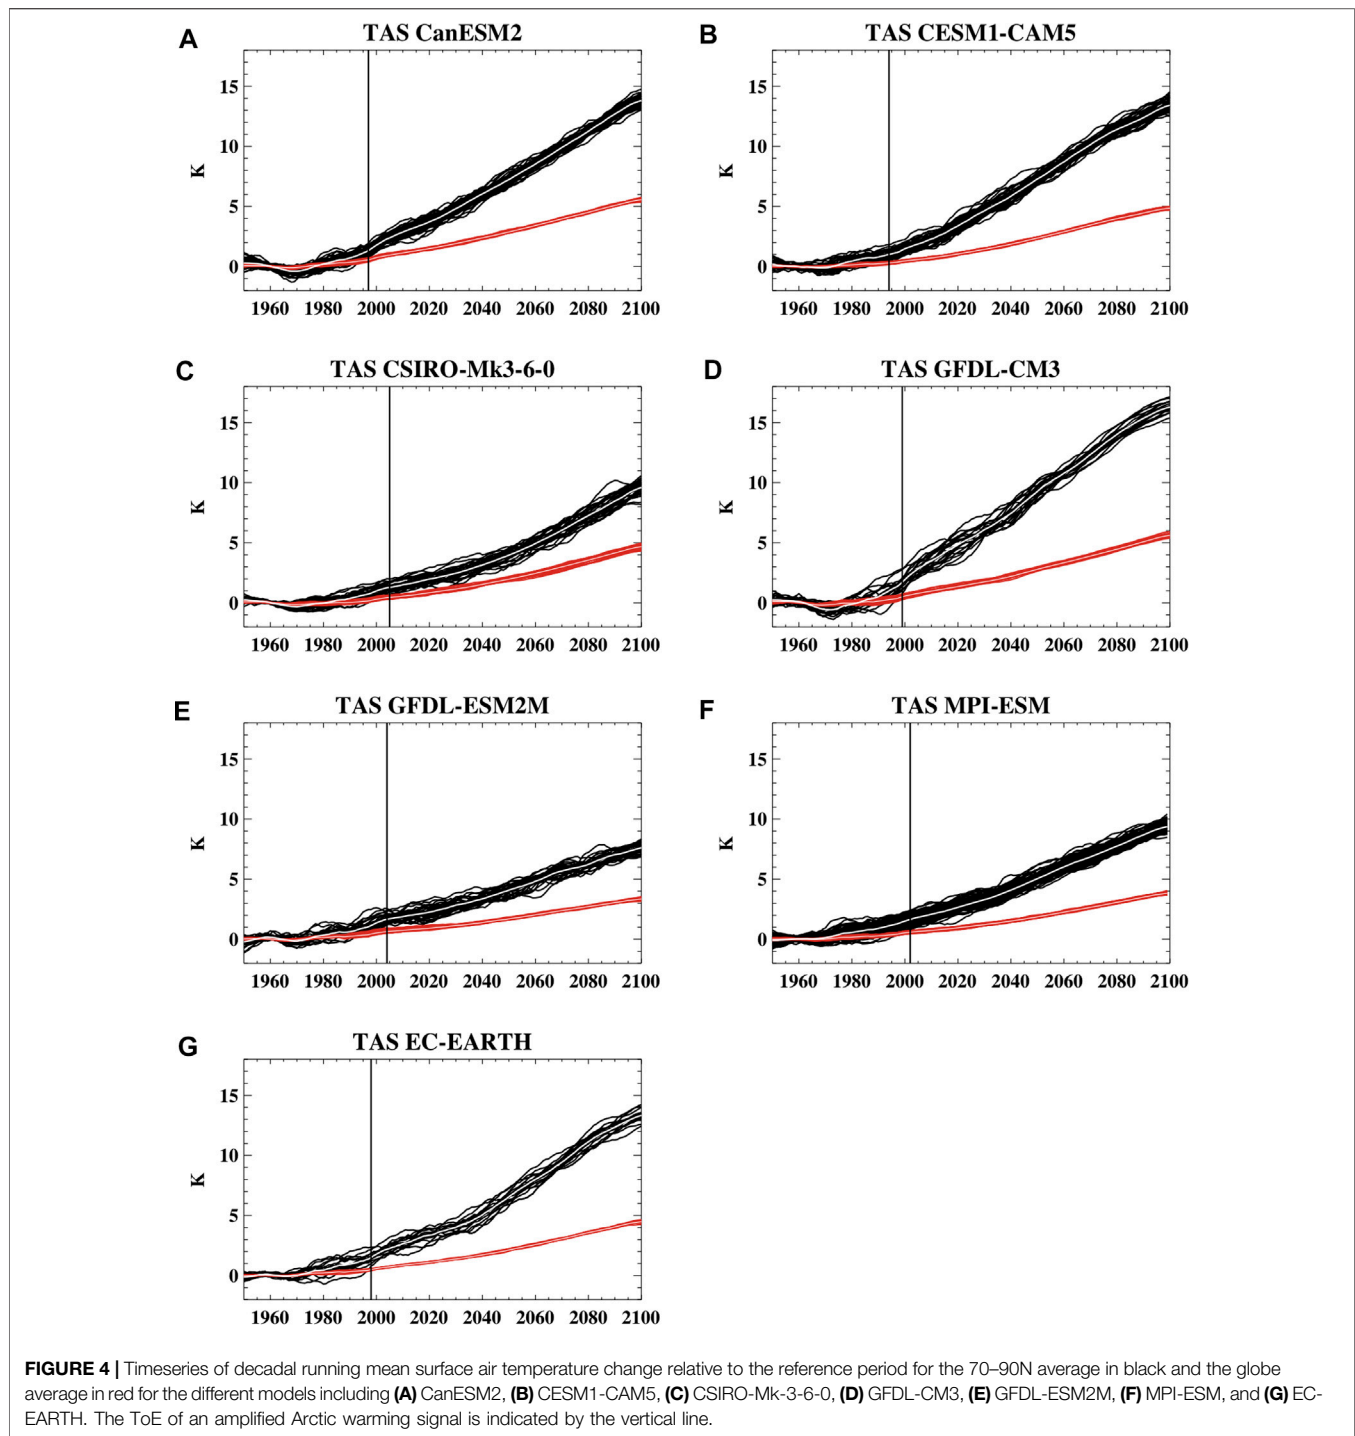 A
TAS CanESM2
15
10
5
0
K
1960 1980 2000 2020 2040 2060 2080 2100
B
TAS CESM1-CAM5
15
10
5
0
K
1960 1980 2000 2020 2040 2060 2080 2100
C
TAS CSIRO-Mk3-6-0
15
10
5
0
K
1960 1980 2000 2020 2040 2060 2080 2100
D
TAS GFDL-CM3
15
10
5
0
K
1960 1980 2000 2020 2040 2060 2080 2100
E
TAS GFDL-ESM2M
15
10
5
0
K
1960 1980 2000 2020 2040 2060 2080 2100
F
TAS MPI-ESM
15
10
5
0
K
1960 1980 2000 2020 2040 2060 2080 2100
G
TAS EC-EARTH
15
10
5
0
K
1960 1980 2000 2020 2040 2060 2080 2100
FIGURE 4 | Timeseries of decadal running mean surface air temperature change relative to the reference period for the 70–90N average in black and the globe
average in red for the different models including (A) CanESM2, (B) CESM1-CAM5, (C) CSIRO-Mk-3-6-0, (D) GFDL-CM3, (E) GFDL-ESM2M, (F) MPI-ESM, and (G) EC-
EARTH. The ToE of an amplified Arctic warming signal is indicated by the vertical line.